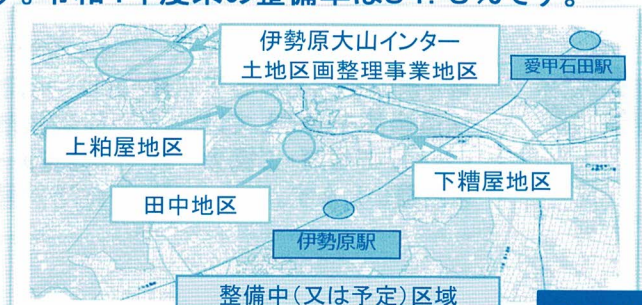 伊勢原大山インター
土地区画整理事業地区
愛甲石田駅
上粕屋地区
下糟屋地区
田中地区
伊勢原駅
整備中(又は予定)区域